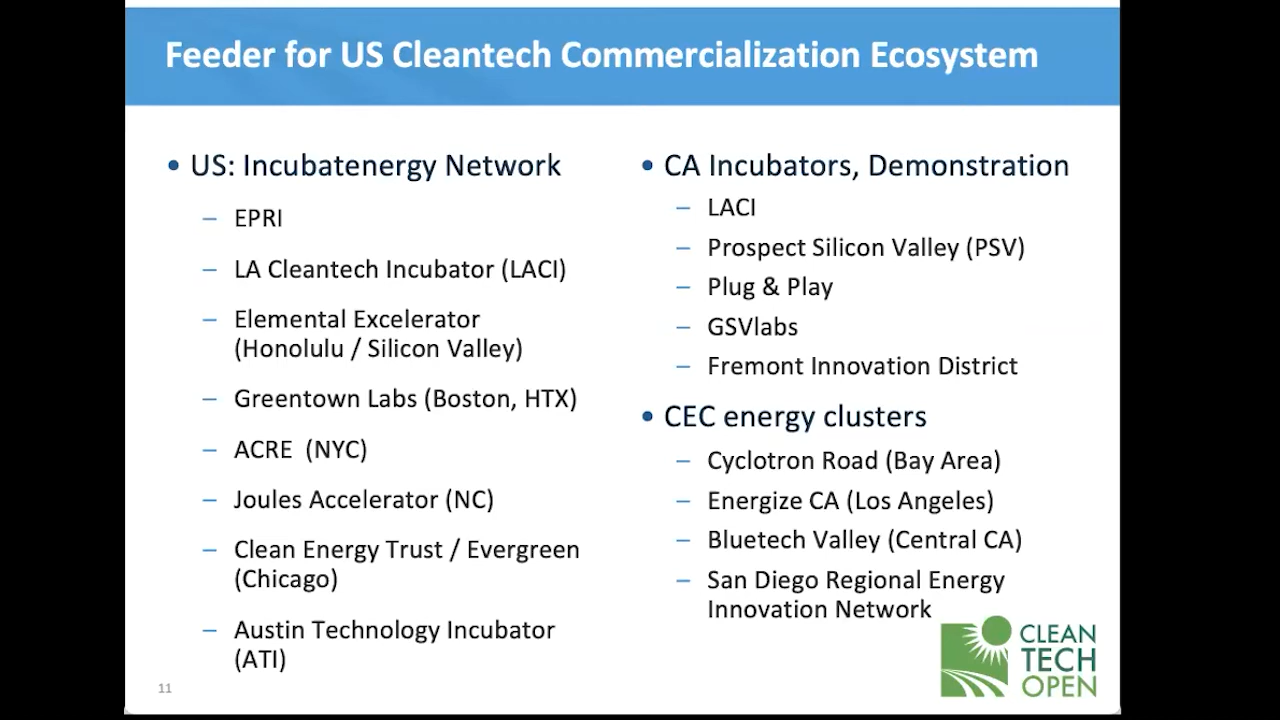 Feeder for US Cleantech Commercialization Ecosystem
• US: Incubatenergy Network
– EPRI
– LA Cleantech Incubator (LACI)
– Elemental Excelerator
(Honolulu / Silicon Valley)
– Greentown Labs (Boston, HTX)
– ACRE (NYC)
– Joules Accelerator (NC)
– Clean Energy Trust / Evergreen
(Chicago)
– Austin Technology Incubator
(ATI)
• CA Incubators, Demonstration
– LACI
– Prospect Silicon Valley (PSV)
– Plug & Play
– GSVlabs
– Fremont Innovation District
• CEC energy clusters
– Cyclotron Road (Bay Area)
– Energize CA (Los Angeles)
– Bluetech Valley (Central CA)
– San Diego Regional Energy
Innovation Network
CLEAN
TECH
OPEN
11